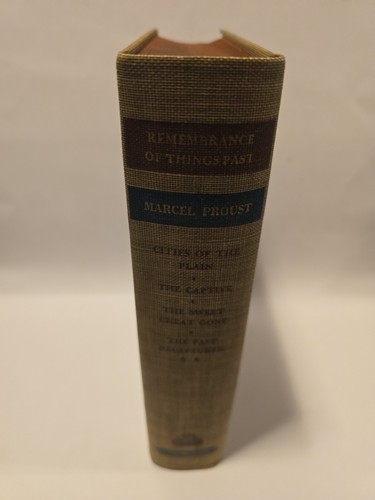 REMEMBRANCE
OF THINGS PAST
MARCEL PROUST
CITIES OF THE
PLAIN
THE CAPTIVE
THE SWEET
CHEAT GONE
THE PAST
RECAPTURED